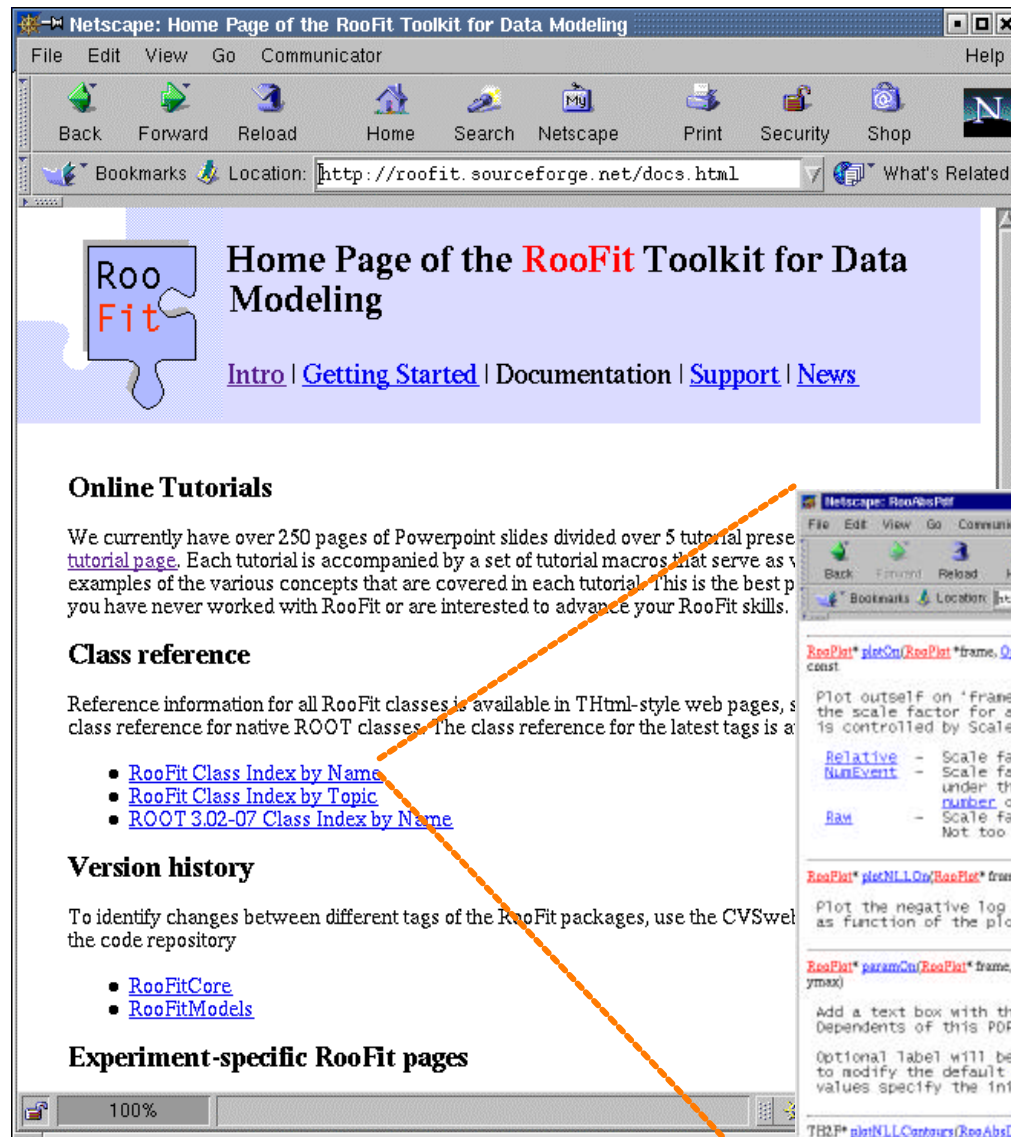 Netscape: Home Page of the RooFit Toolkit for Data Modeling
File Edit View Go Communicator Help
Back Forward Reload Home Search Netscape Print Security Shop
My
N
Bookmarks Location: http://roofit.sourceforge.net/docs.html What's Related
Roo
Fit
Home Page of the RooFit Toolkit for Data
Modeling
Intro | Getting Started | Documentation | Support | News
Online Tutorials
We currently have over 250 pages of Powerpoint slides divided over 5 tutorial prese
tutorial page. Each tutorial is accompanied by a set of tutorial macros that serve as
examples of the various concepts that are covered in each tutorial. This is the best p
you have never worked with RooFit or are interested to advance your RooFit skills.
Class reference
Reference information for all RooFit classes is available in THtml-style web pages, s
class reference for native ROOT classes. The class reference for the latest tags is a
• RooFit Class Index by Name
• RooFit Class Index by Topic
• ROOT 3.02-07 Class Index by Name
Version history
To identify changes between different tags of the RooFit packages, use the CVSweb
the code repository
• RooFitCore
• RooFitModels
Experiment-specific RooFit pages
100%
Netscape: RooAbsPdf
File Edit View Go Communi
Back Forward Reload
Bookmarks Location:
RooPlot* plotOn(RooPlot *frame,
const
Plot outself on 'frame
the scale factor for a
is controlled by Scale
Relative - Scale fa
NumEvent - Scale fa
under th
number o
Raw - Scale fa
Not too
RooPlot* plotNLLOn(RooPlot* fram
Plot the negative log
as function of the plo
RooPlot* paramOn(RooPlot* frame,
ymax)
Add a text box with th
Dependents of this PDF
Optional label will be
to modify the default
values specify the ini
TH2F* plotNLLContours(RooAbs